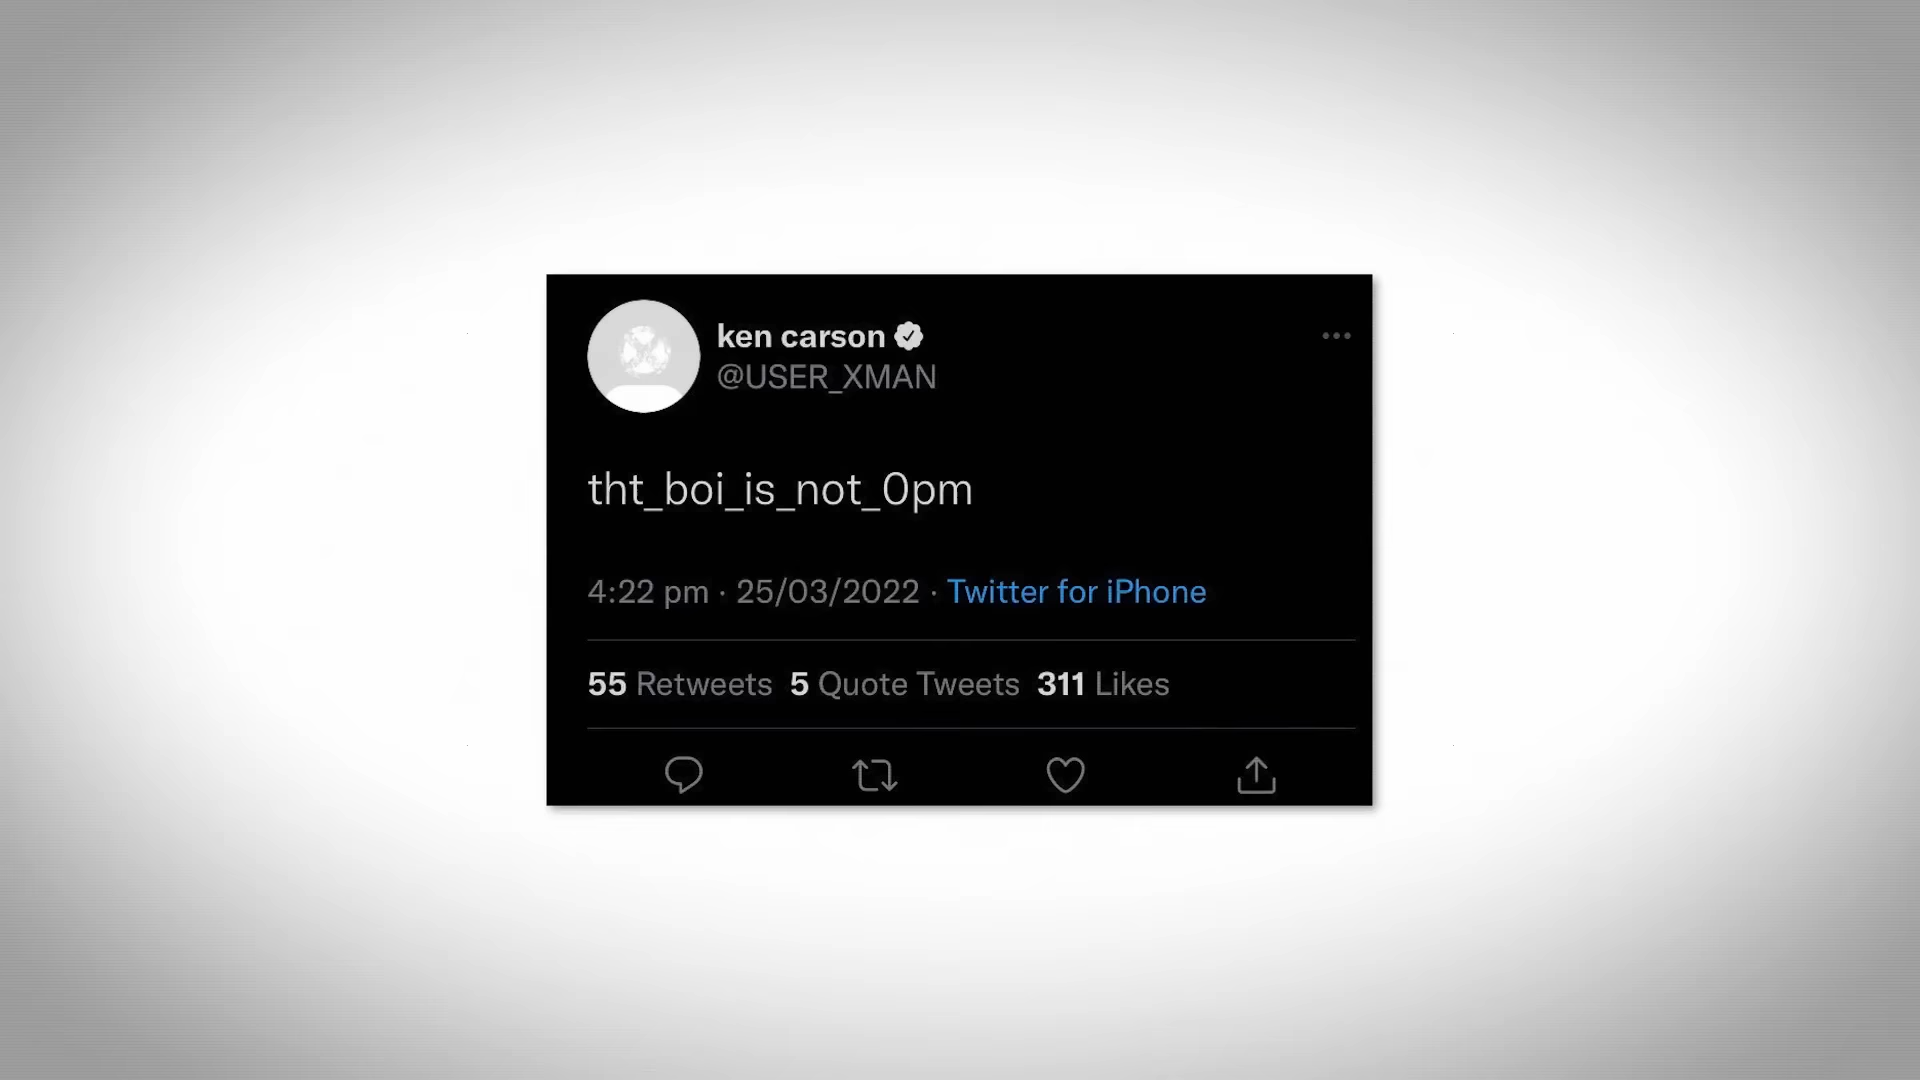 ken carson
@USER_XMAN
tht_boi_is_not_0pm
4:22 pm · 25/03/2022 · Twitter for iPhone
55 Retweets 5 Quote Tweets 311 Likes